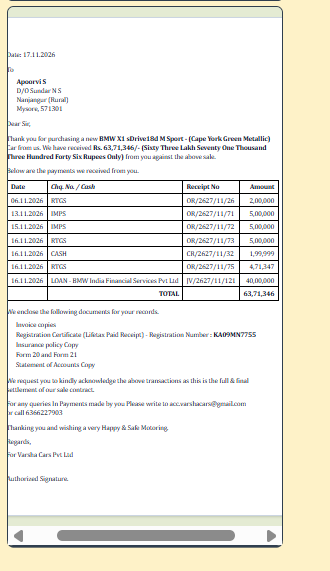 Date: 17.11.2026
To
Apoorvi S
D/O Sundar N S
Nanjangur (Rural)
Mysore, 571301
Dear Sir,
Thank you for purchasing a new BMW X1 sDrive18d M Sport - (Cape York Green Metallic)
Car from us. We have received Rs. 63,71,346/- (Sixty Three Lakh Seventy One Thousand
Three Hundred Forty Six Rupees Only) from you against the above sale.
Below are the payments we received from you.
Date Chq. No. / Cash Receipt No Amount
06.11.2026 RTGS OR/2627/11/26 2,00,000
13.11.2026 IMPS OR/2627/11/71 5,00,000
15.11.2026 IMPS OR/2627/11/72 5,00,000
16.11.2026 RTGS OR/2627/11/73 5,00,000
16.11.2026 CASH CR/2627/11/32 1,99,999
16.11.2026 RTGS OR/2627/11/75 4,71,347
16.11.2026 LOAN - BMW India Financial Services Pvt Ltd JV/2627/11/121 40,00,000
TOTAL 63,71,346
We enclose the following documents for your records.
Invoice copies
Registration Certificate (Lifetax Paid Receipt) - Registration Number : KA09MN7755
Insurance policy Copy
Form 20 and Form 21
Statement of Accounts Copy
We request you to kindly acknowledge the above transactions as this is the full & final
settlement of our sale contract.
For any queries In Payments made by you Please write to acc.varshacars@gmail.com
or call 6366227903
Thanking you and wishing a very Happy & Safe Motoring.
Regards,
For Varsha Cars Pvt Ltd
Authorized Signature.